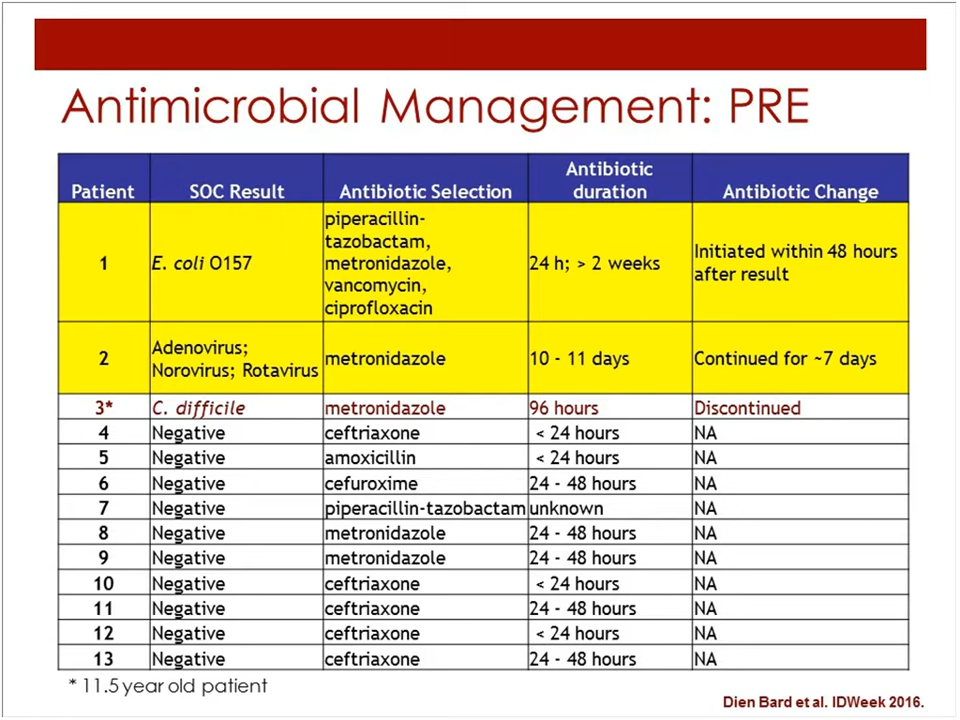 Antimicrobial Management: PRE
Patient SOC Result Antibiotic Selection Antibiotic duration Antibiotic Change
1 E. coli O157 piperacillin-tazobactam, metronidazole, vancomycin, ciprofloxacin 24 h; > 2 weeks Initiated within 48 hours after result
2 Adenovirus; Norovirus; Rotavirus metronidazole 10 - 11 days Continued for ~7 days
3* C. difficile metronidazole 96 hours Discontinued
4 Negative ceftriaxone < 24 hours NA
5 Negative amoxicillin < 24 hours NA
6 Negative cefuroxime 24 - 48 hours NA
7 Negative piperacillin-tazobactam unknown NA
8 Negative metronidazole 24 - 48 hours NA
9 Negative metronidazole 24 - 48 hours NA
10 Negative ceftriaxone < 24 hours NA
11 Negative ceftriaxone 24 - 48 hours NA
12 Negative ceftriaxone < 24 hours NA
13 Negative ceftriaxone 24 - 48 hours NA
* 11.5 year old patient
Dien Bard et al. IDWeek 2016.